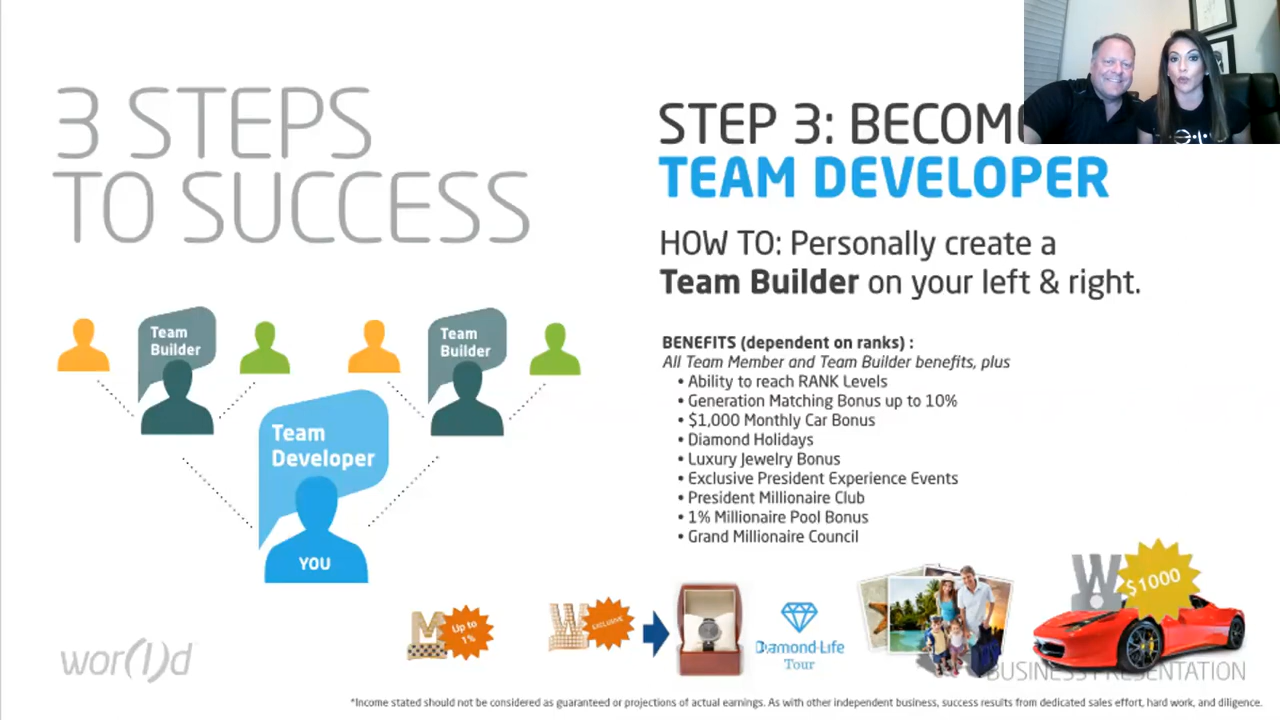 3 STEPS
TO SUCCESS
STEP 3: BECOM
TEAM DEVELOPER
HOW TO: Personally create a
Team Builder on your left & right.
Team
Builder
Team
Builder
Team
Developer
YOU
BENEFITS (dependent on ranks) :
All Team Member and Team Builder benefits, plus
• Ability to reach RANK Levels
• Generation Matching Bonus up to 10%
• $1,000 Monthly Car Bonus
• Diamond Holidays
• Luxury Jewelry Bonus
• Exclusive President Experience Events
• President Millionaire Club
• 1% Millionaire Pool Bonus
• Grand Millionaire Council
M
Up to
1%
W
EXCLUSIVE
Diamond-Life
Tour
W
$1000
wor(l)d
BUSINESS PRESENTATION
*Income stated should not be considered as guaranteed or projections of actual earnings. As with other independent business, success results from dedicated sales effort, hard work, and diligence.